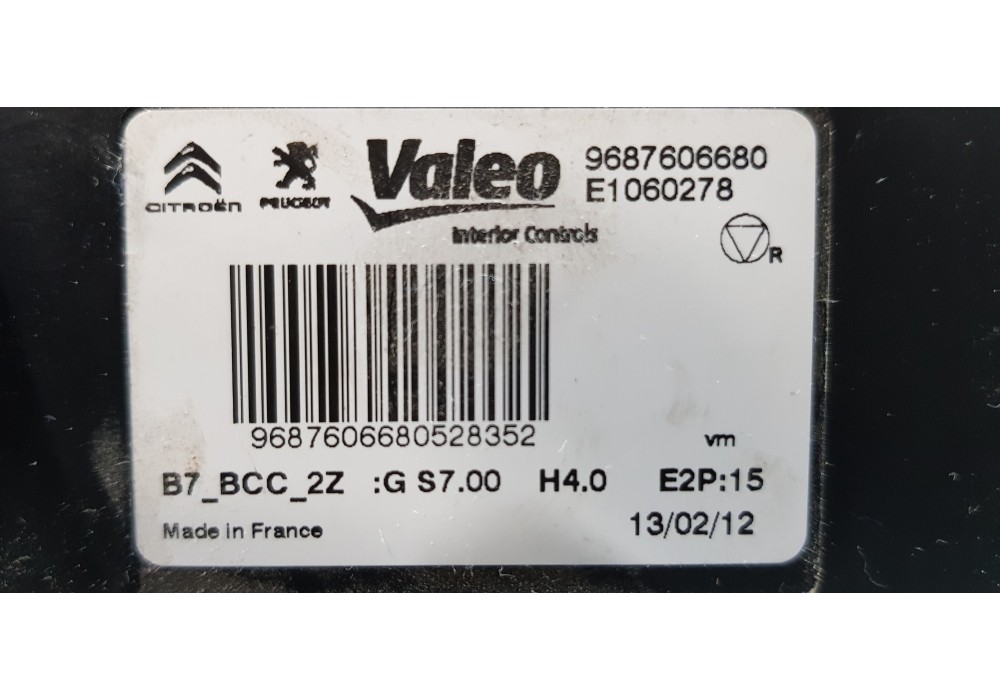 CITROËN PEUGEOT Valeo 9687606680
E1060278
Interior Controls
R
9687606680528352
vm
B7_BCC_2Z :G S7.00 H4.0 E2P:15
Made in France 13/02/12